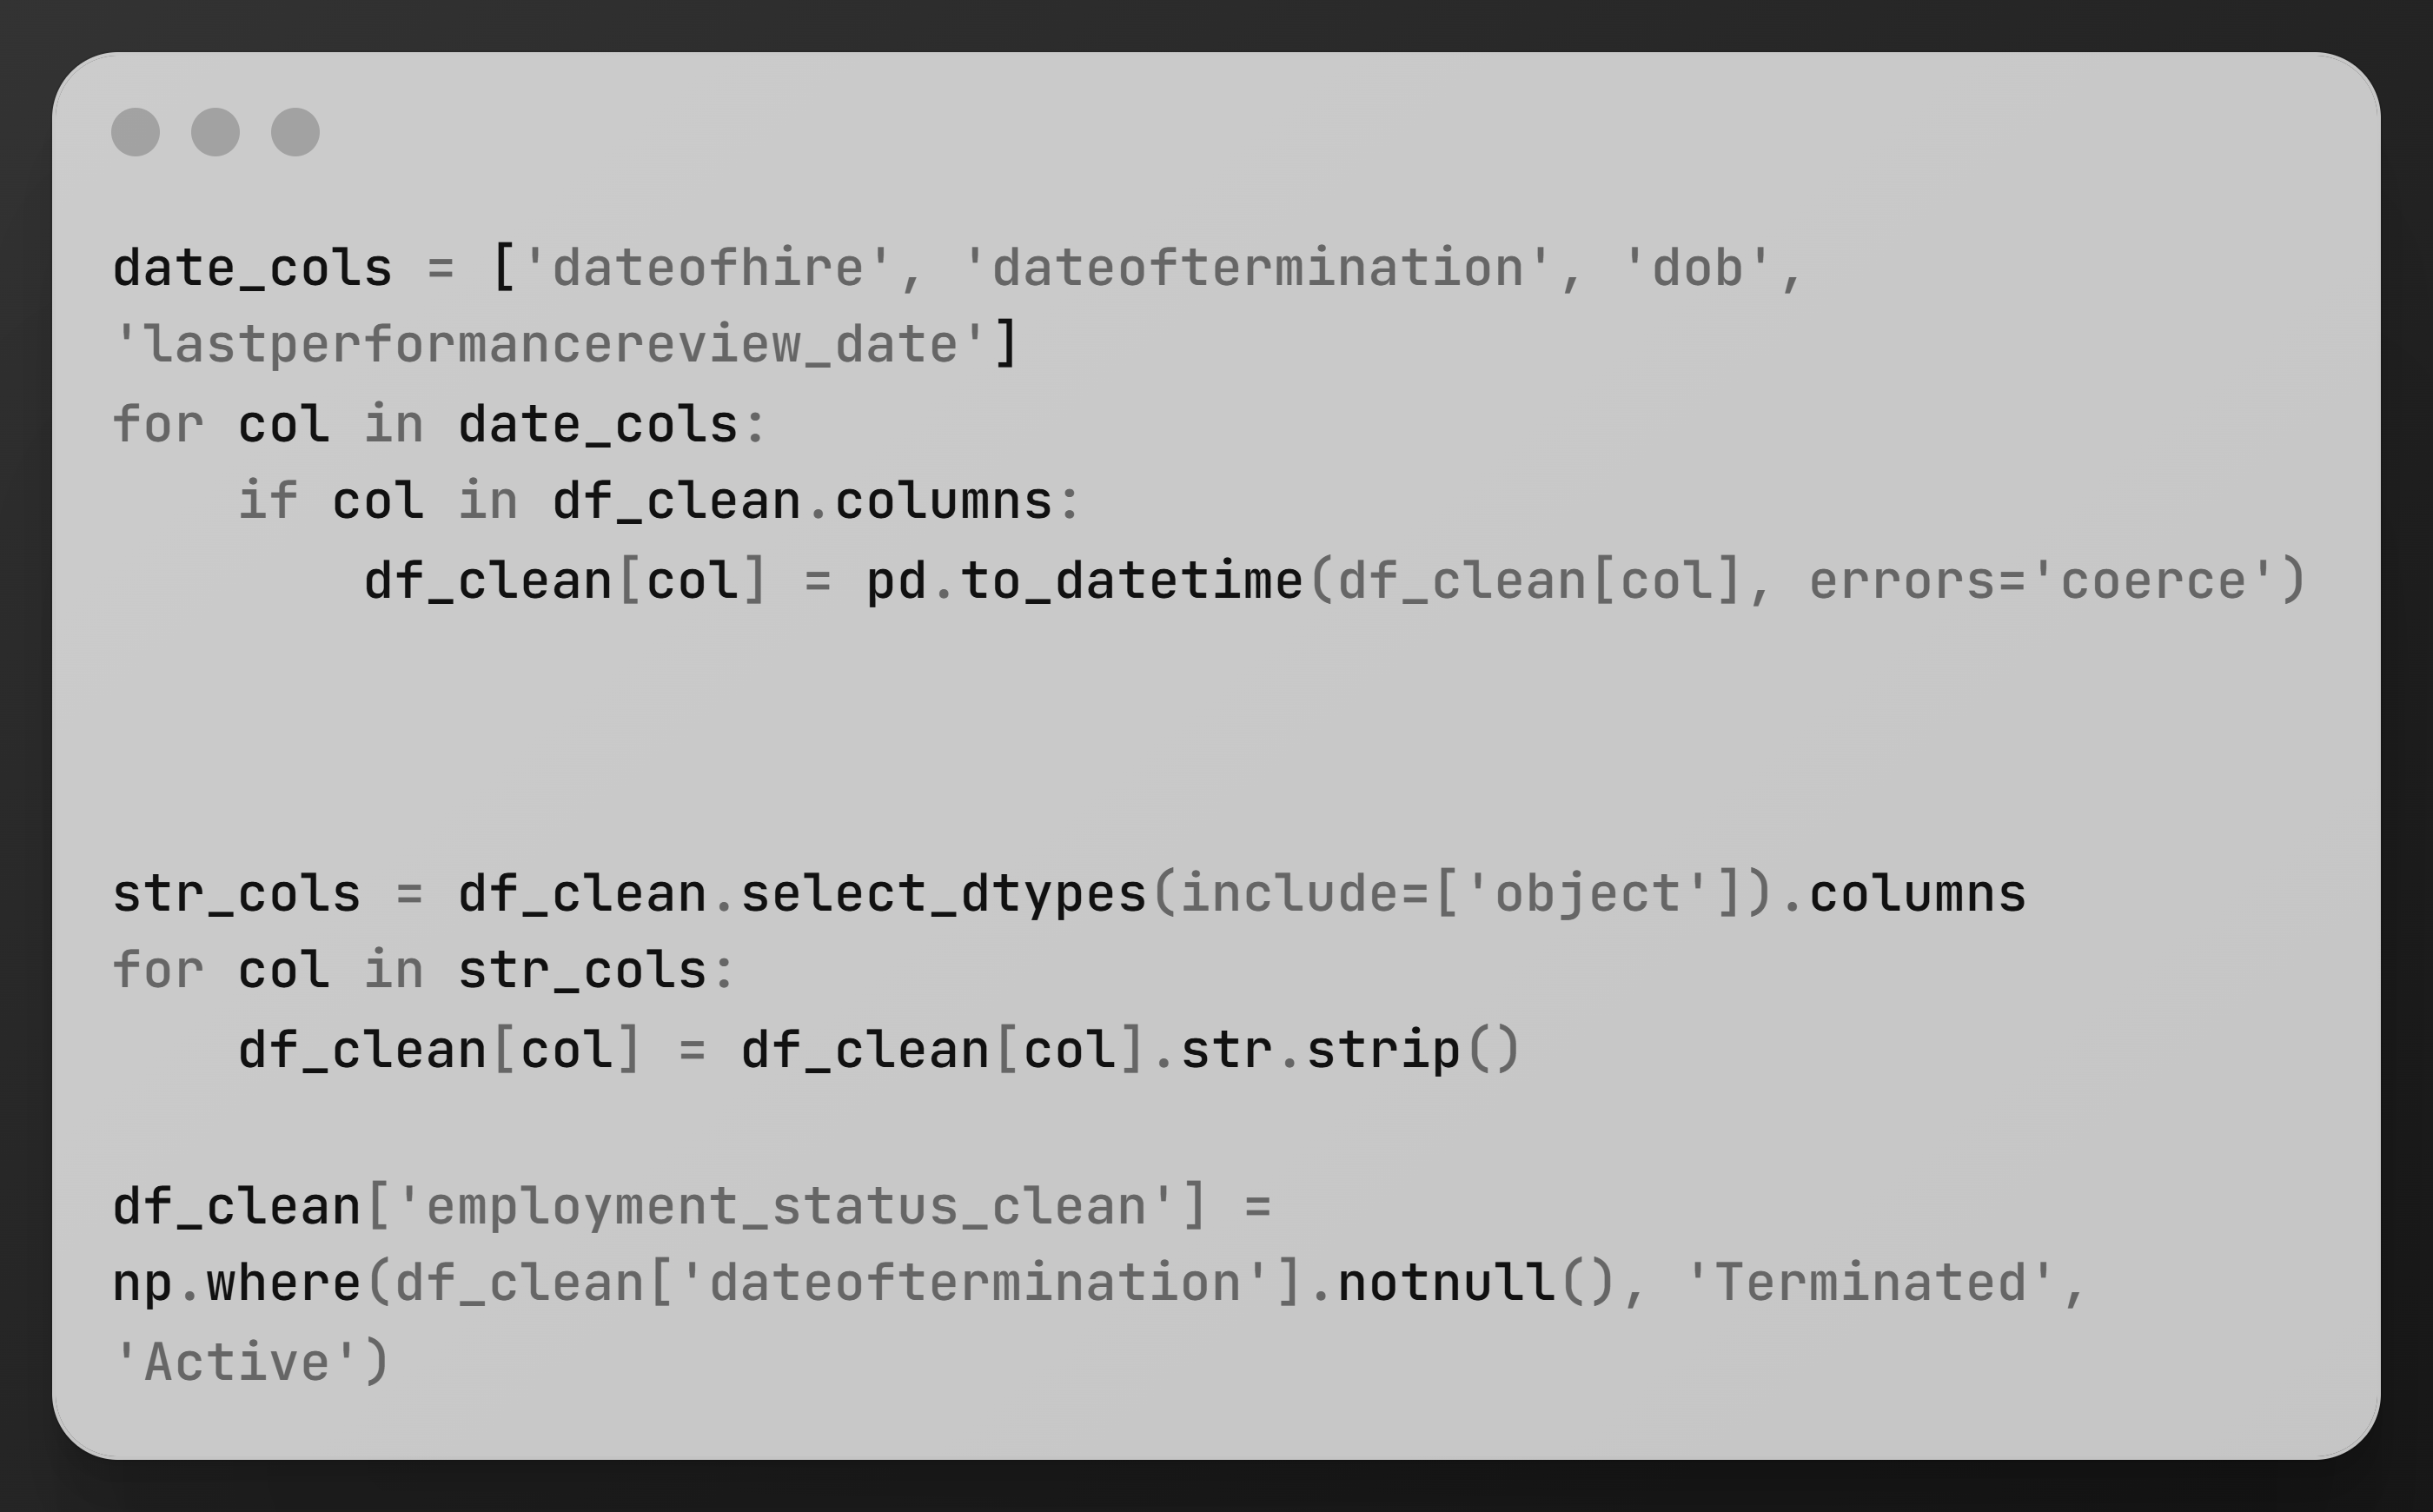 date_cols = ['dateofhire', 'dateoftermination', 'dob',
'lastperformancereview_date']
for col in date_cols:
    if col in df_clean.columns:
        df_clean[col] = pd.to_datetime(df_clean[col], errors='coerce')
str_cols = df_clean.select_dtypes(include=['object']).columns
for col in str_cols:
    df_clean[col] = df_clean[col].str.strip()
df_clean['employment_status_clean'] =
np.where(df_clean['dateoftermination'].notnull(), 'Terminated',
'Active')